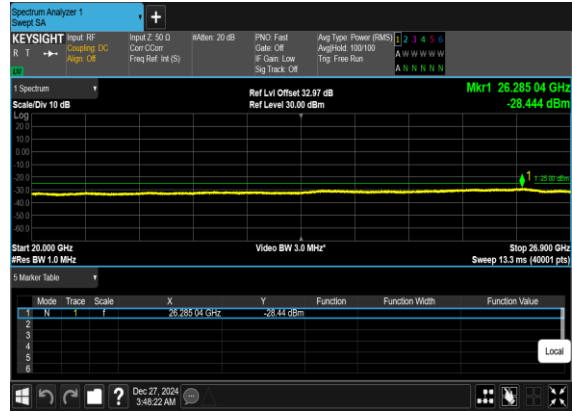 Spectrum Analyzer 1
Swept SA
+
KEYSIGHT Input: RF Input Z: 50 Ω #Atten: 20 dB PNO: Fast Avg Type: Power (RMS) 1 2 3 4 5 6
R T Coupling: DC Corr CCorr Gate: Off Avg|Hold: 100/100 A W W W W W
Align: Off Freq Ref: Int (S) IF Gain: Low Trig: Free Run
Sig Track: Off A N N N N N
1 Spectrum Ref Lvl Offset 32.97 dB Mkr1 26.285 04 GHz
Scale/Div 10 dB Ref Level 30.00 dBm -28.444 dBm
Log
20.0
10.0
0.00
-10.0
-20.0 1
-30.0
-40.0
-50.0
-60.0
Start 20.000 GHz Video BW 3.0 MHz* Stop 26.900 GHz
#Res BW 1.0 MHz Sweep 13.3 ms (40001 pts)
5 Marker Table
Mode Trace Scale X Y Function Function Width Function Value
1 N 1 f 26.285 04 GHz -28.44 dBm
2
3
4
5
6
Local
? Dec 27, 2024
3:48:22 AM